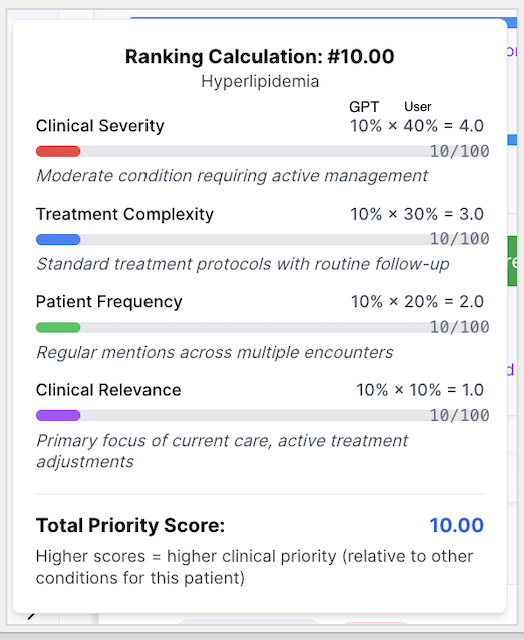 Ranking Calculation: #10.00
Hyperlipidemia
GPT User
Clinical Severity 10% × 40% = 4.0
10/100
Moderate condition requiring active management
Treatment Complexity 10% × 30% = 3.0
10/100
Standard treatment protocols with routine follow-up
Patient Frequency 10% × 20% = 2.0
10/100
Regular mentions across multiple encounters
Clinical Relevance 10% × 10% = 1.0
10/100
Primary focus of current care, active treatment
adjustments
Total Priority Score: 10.00
Higher scores = higher clinical priority (relative to other
conditions for this patient)